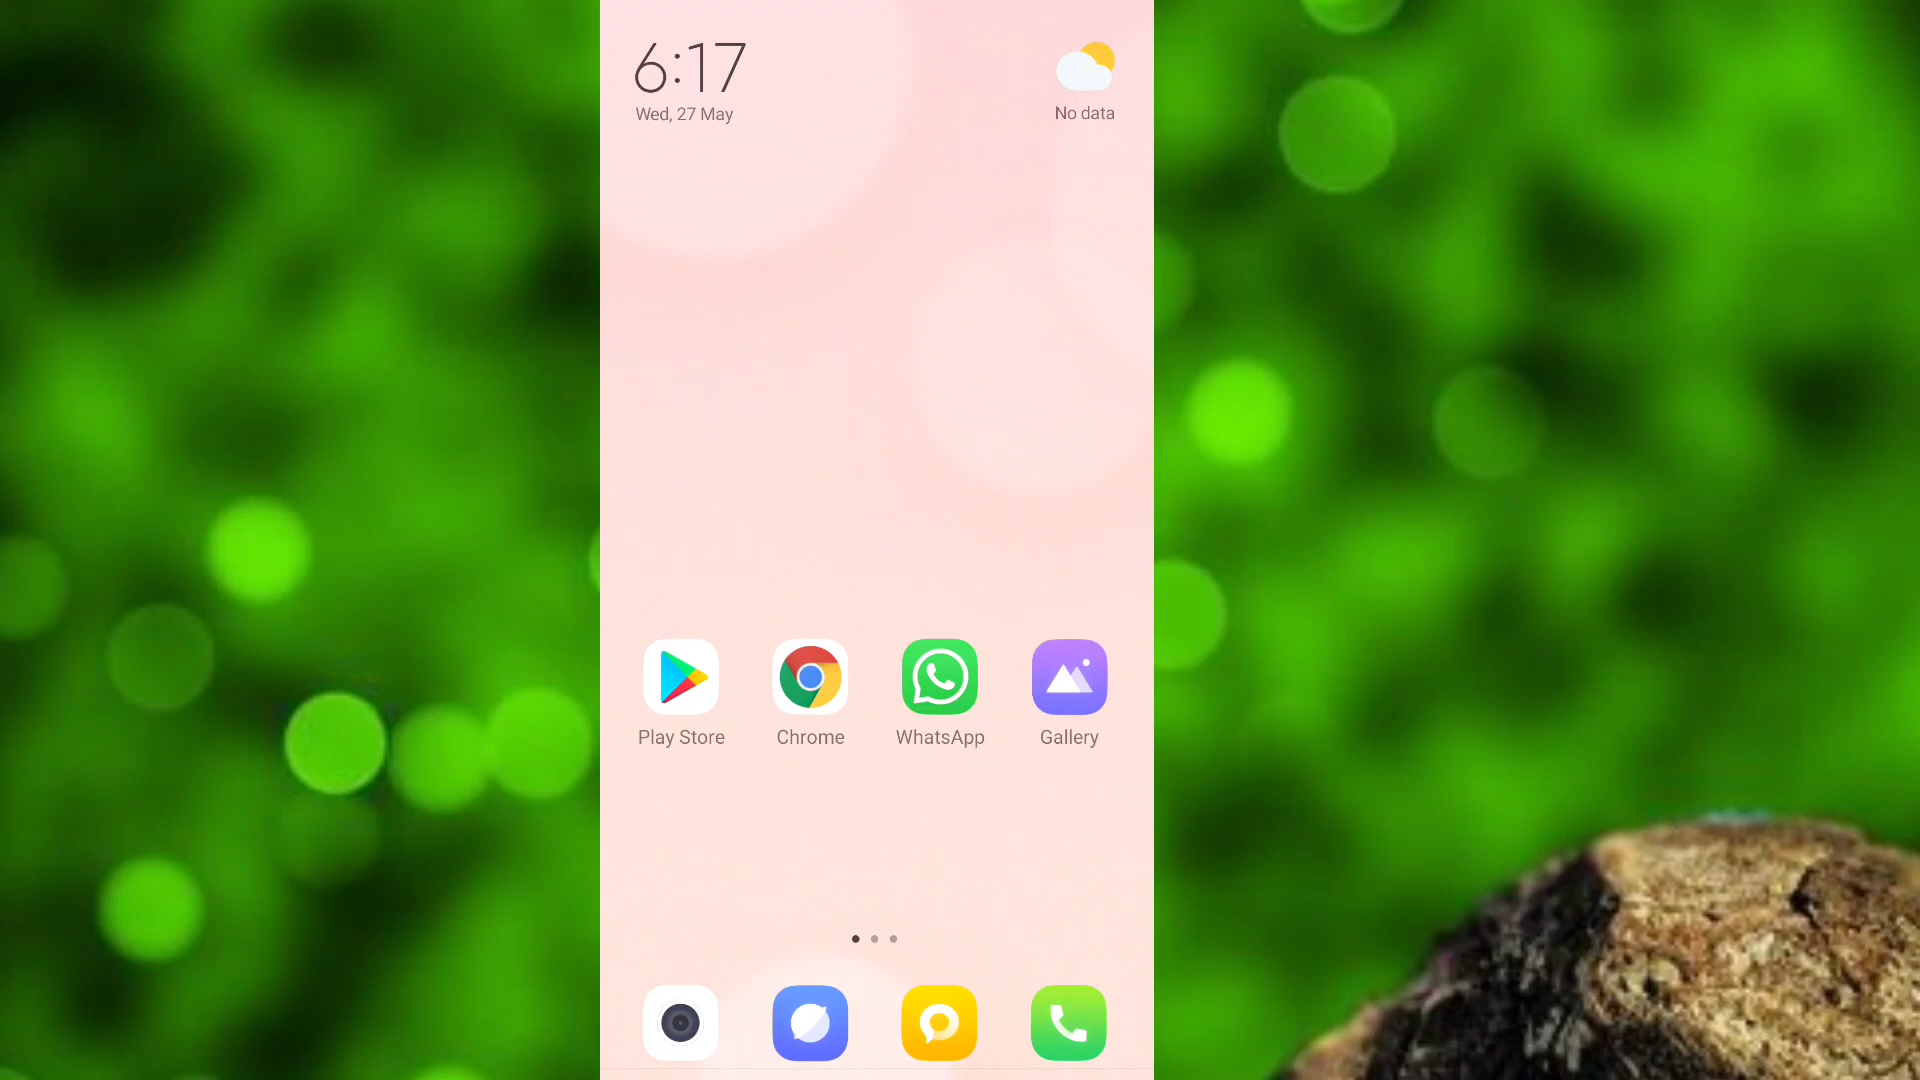 6:17
Wed, 27 May
No data
Play Store
Chrome
WhatsApp
Gallery